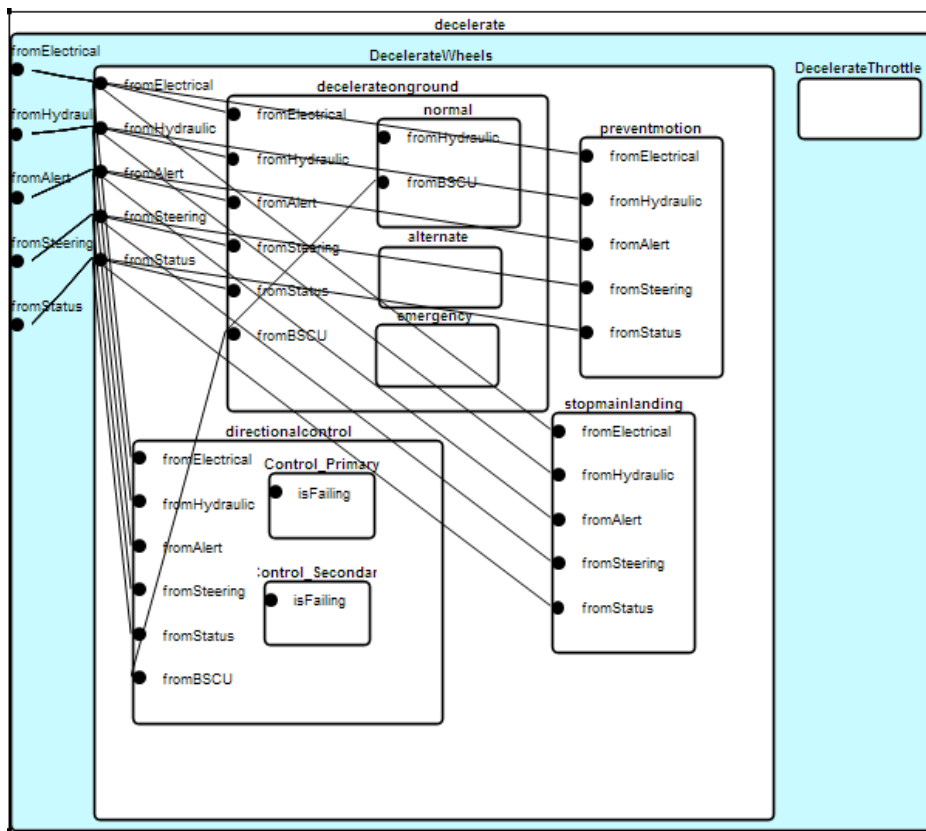 decelerate
fromElectrical
fromHydrauli
fromAlert
fromSteering
fromStatus
DecelerateWheels
fromElectrical
fromHydraulic
fromAlert
fromSteering
fromStatus
decelerateonground
fromElectrical
fromHydraulic
fromAlert
fromSteering
fromStatus
fromBSCU
normal
fromHydraulic
fromBSCU
alternate
emergency
preventmotion
fromElectrical
fromHydraulic
fromAlert
fromSteering
fromStatus
directionalcontrol
fromElectrical
fromHydraulic
fromAlert
fromSteering
fromStatus
fromBSCU
Control_Primary
isFailing
Control_Secondar
isFailing
stopmainlanding
fromElectrical
fromHydraulic
fromAlert
fromSteering
fromStatus
DecelerateThrottle